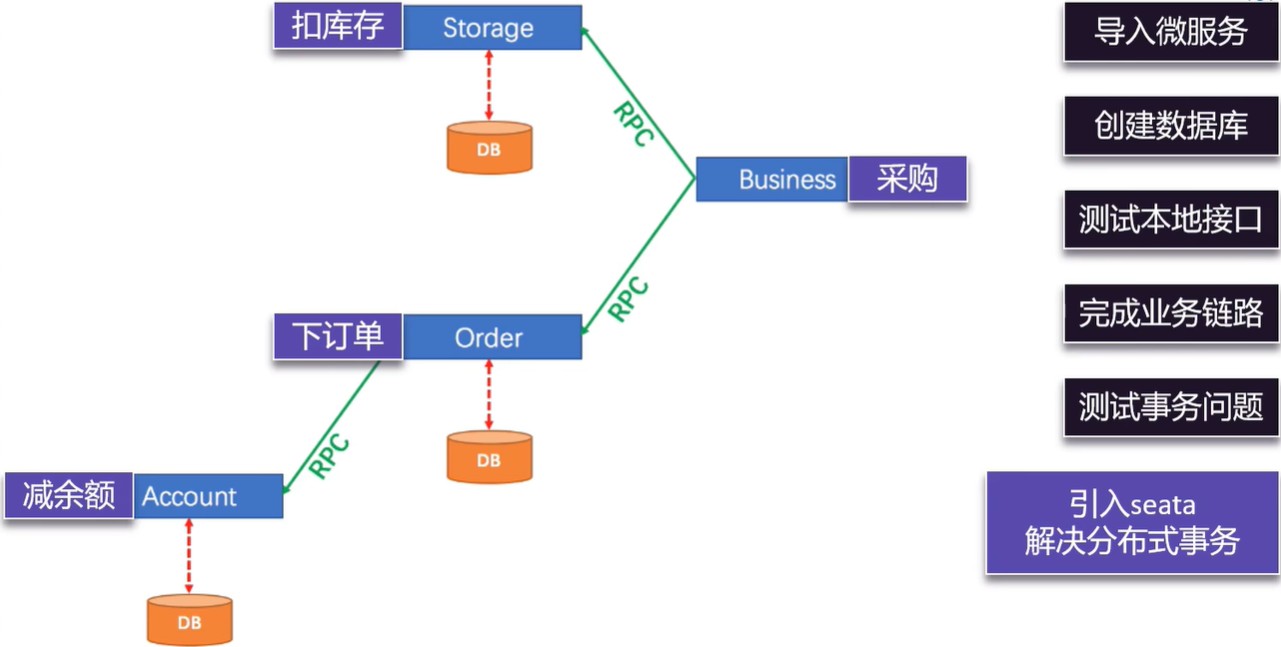 扣库存
Storage
导入微服务
RPC
DB
创建数据库
Business
采购
测试本地接口
RPC
下订单
Order
完成业务链路
测试事务问题
RPC
DB
减余额
Account
引入seata
解决分布式事务
DB